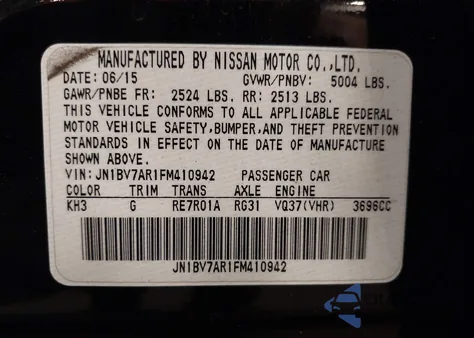 MANUFACTURED BY NISSAN MOTOR CO.,LTD.
DATE: 06/15 GVWR/PNBV: 5004 LBS.
GAWR/PNBE FR: 2524 LBS. RR: 2513 LBS.
THIS VEHICLE CONFORMS TO ALL APPLICABLE FEDERAL
MOTOR VEHICLE SAFETY,BUMPER,AND THEFT PREVENTION
STANDARDS IN EFFECT ON THE DATE OF MANUFACTURE
SHOWN ABOVE.
VIN: JN1BV7AR1FM410942 PASSENGER CAR
COLOR TRIM TRANS AXLE ENGINE
KH3 G RE7R01A RG31 VQ37(VHR) 3696CC
JN1BV7AR1FM410942